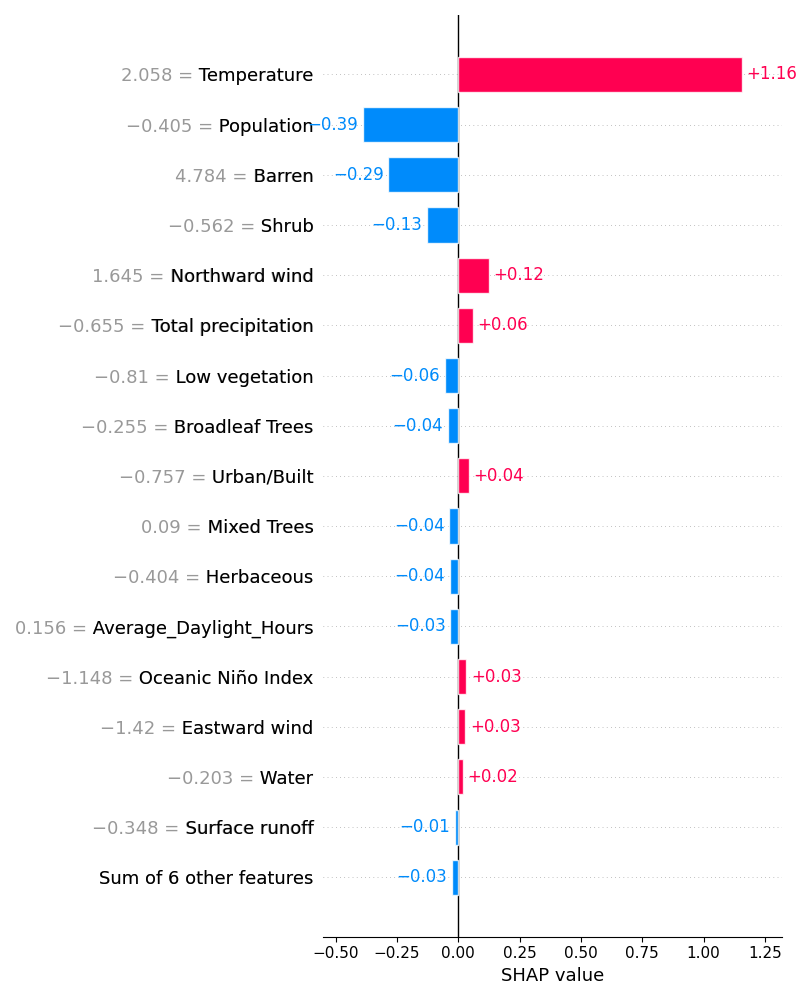 2.058 = Temperature +1.16
−0.405 = Population −0.39
4.784 = Barren −0.29
−0.562 = Shrub −0.13
1.645 = Northward wind +0.12
−0.655 = Total precipitation +0.06
−0.81 = Low vegetation −0.06
−0.255 = Broadleaf Trees −0.04
−0.757 = Urban/Built +0.04
0.09 = Mixed Trees −0.04
−0.404 = Herbaceous −0.04
0.156 = Average_Daylight_Hours −0.03
−1.148 = Oceanic Niño Index +0.03
−1.42 = Eastward wind +0.03
−0.203 = Water +0.02
−0.348 = Surface runoff −0.01
Sum of 6 other features −0.03
−0.50 −0.25 0.00 0.25 0.50 0.75 1.00 1.25
SHAP value